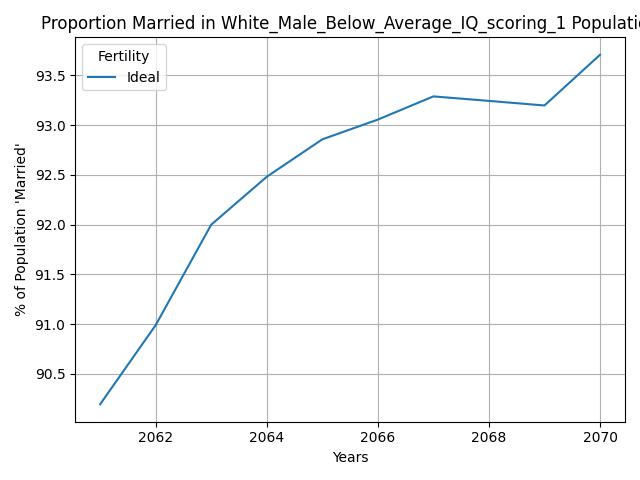 Proportion Married in White_Male_Below_Average_IQ_scoring_1 Populatio
Fertility
Ideal
93.5
93.0
92.5
92.0
91.5
91.0
90.5
% of Population 'Married'
2062 2064 2066 2068 2070
Years